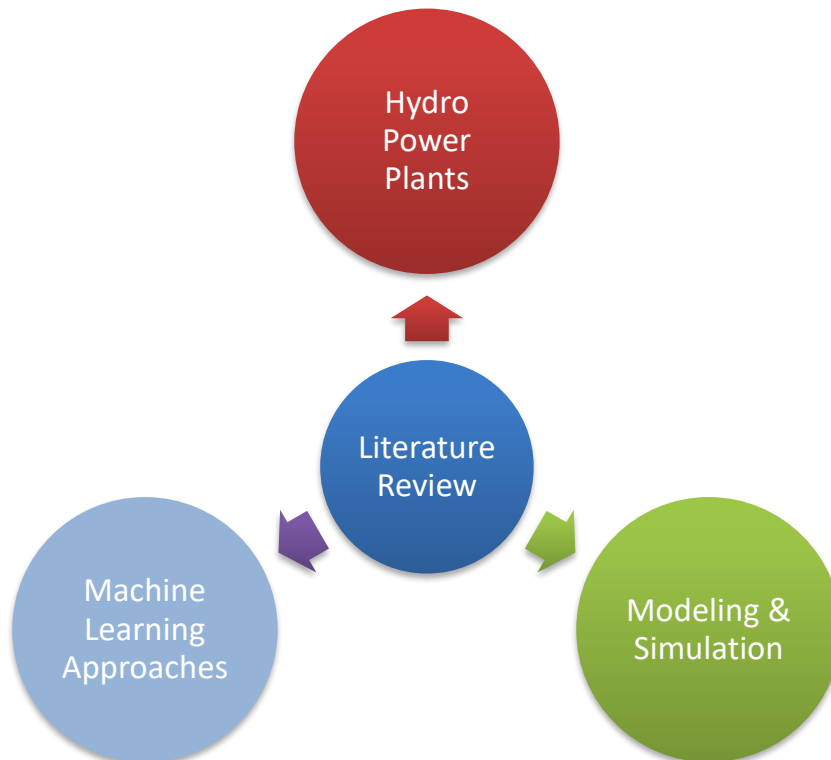 Hydro
Power
Plants
Literature
Review
Machine
Learning
Approaches
Modeling &
Simulation